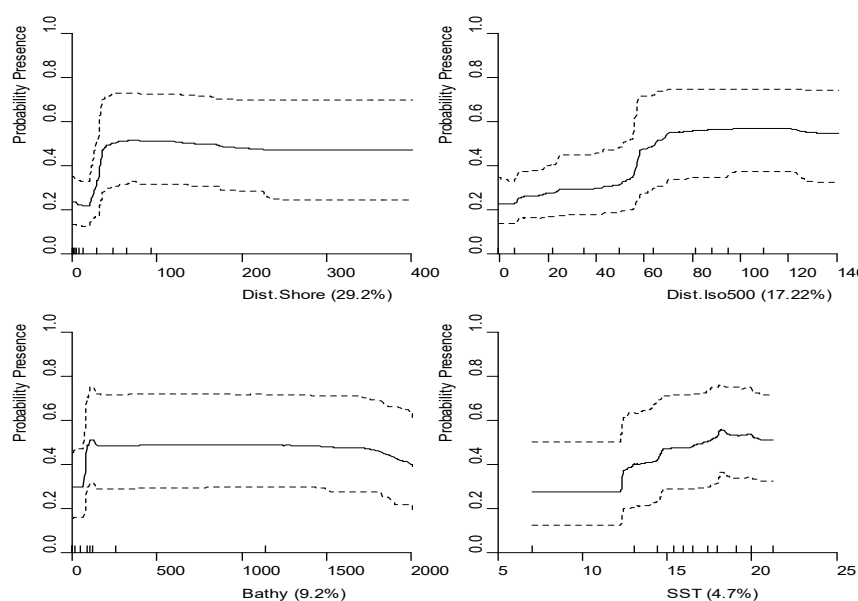 Probability Presence
0.0 0.2 0.4 0.6 0.8 1.0
0 100 200 300 400
Dist.Shore (29.2%)
Probability Presence
0.0 0.2 0.4 0.6 0.8 1.0
0 20 40 60 80 100 120 140
Dist.Iso500 (17.22%)
Probability Presence
0.0 0.2 0.4 0.6 0.8 1.0
0 500 1000 1500 2000
Bathy (9.2%)
Probability Presence
0.0 0.2 0.4 0.6 0.8 1.0
5 10 15 20 25
SST (4.7%)